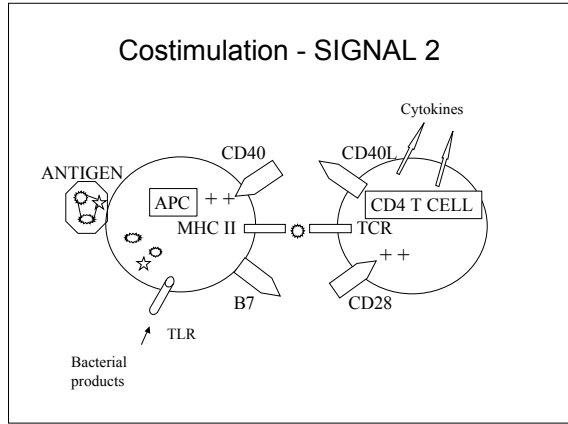 Costimulation - SIGNAL 2
Cytokines
CD40
CD40L
ANTIGEN
APC
+ +
CD4 T CELL
MHC II
TCR
+ +
B7
CD28
TLR
Bacterial
products